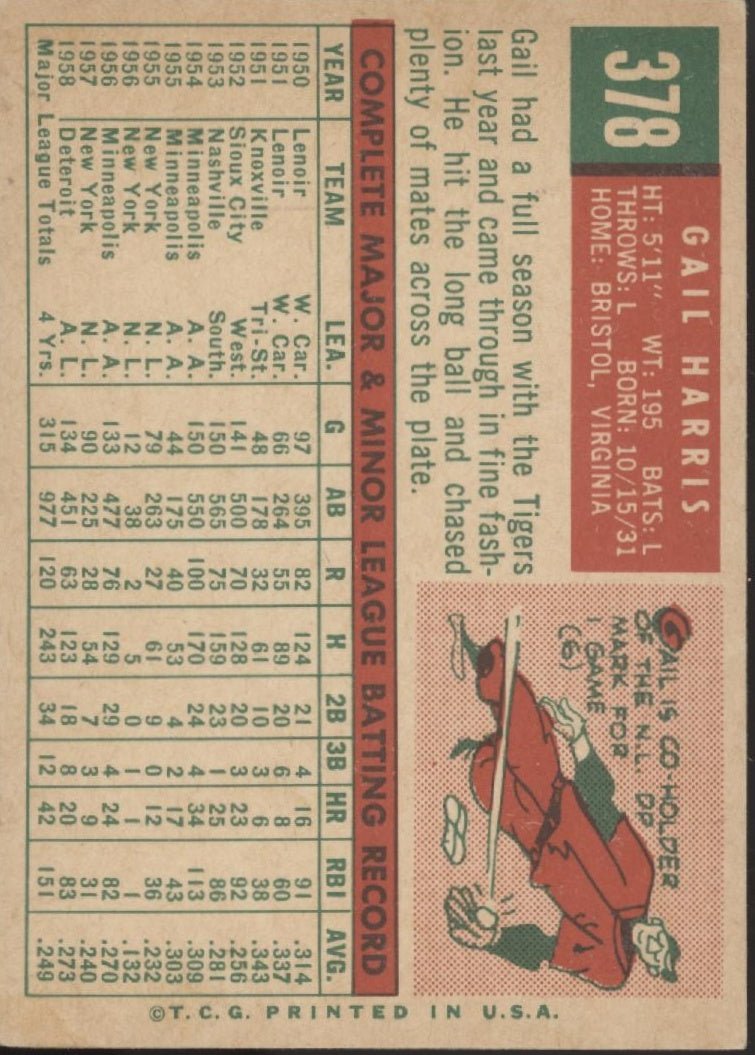 378
GAIL HARRIS
HT: 5'11" WT: 195 BATS: L
THROWS: L BORN: 10/15/31
HOME: BRISTOL, VIRGINIA
Gail had a full season with the Tigers
last year and came through in fine fash-
ion. He hit the long ball and chased
plenty of mates across the plate.
GAIL IS CO-HOLDER
OF THE N.L. DP
MARK FOR
1 GAME
(6)
COMPLETE MAJOR & MINOR LEAGUE BATTING RECORD
YEAR TEAM LEA. G AB R H 2B 3B HR RBI AVG.
1950 Lenoir W. Car. 97 395 82 124 21 4 16 91 .314
1951 Lenoir W. Car. 66 264 55 89 20 6 8 60 .337
1951 Knoxville Tri-St. 48 178 32 61 10 3 6 38 .343
1952 Sioux City West. 141 500 70 128 20 3 23 92 .256
1953 Nashville South. 150 565 75 159 23 1 25 86 .281
1954 Minneapolis A. A. 150 550 100 170 24 4 34 113 .309
1955 Minneapolis A. A. 44 175 40 53 4 2 17 43 .303
1955 New York N. L. 79 263 27 61 9 0 12 36 .232
1956 New York N. L. 12 38 2 5 0 1 1 1 .132
1956 Minneapolis A. A. 133 477 76 129 29 4 24 82 .270
1957 New York N. L. 90 225 28 54 7 3 9 31 .240
1958 Deteroit A. L. 134 451 63 123 18 8 20 83 .273
Major League Totals 4 Yrs. 315 977 120 243 34 12 42 151 .249
©T. C. G. PRINTED IN U.S.A.